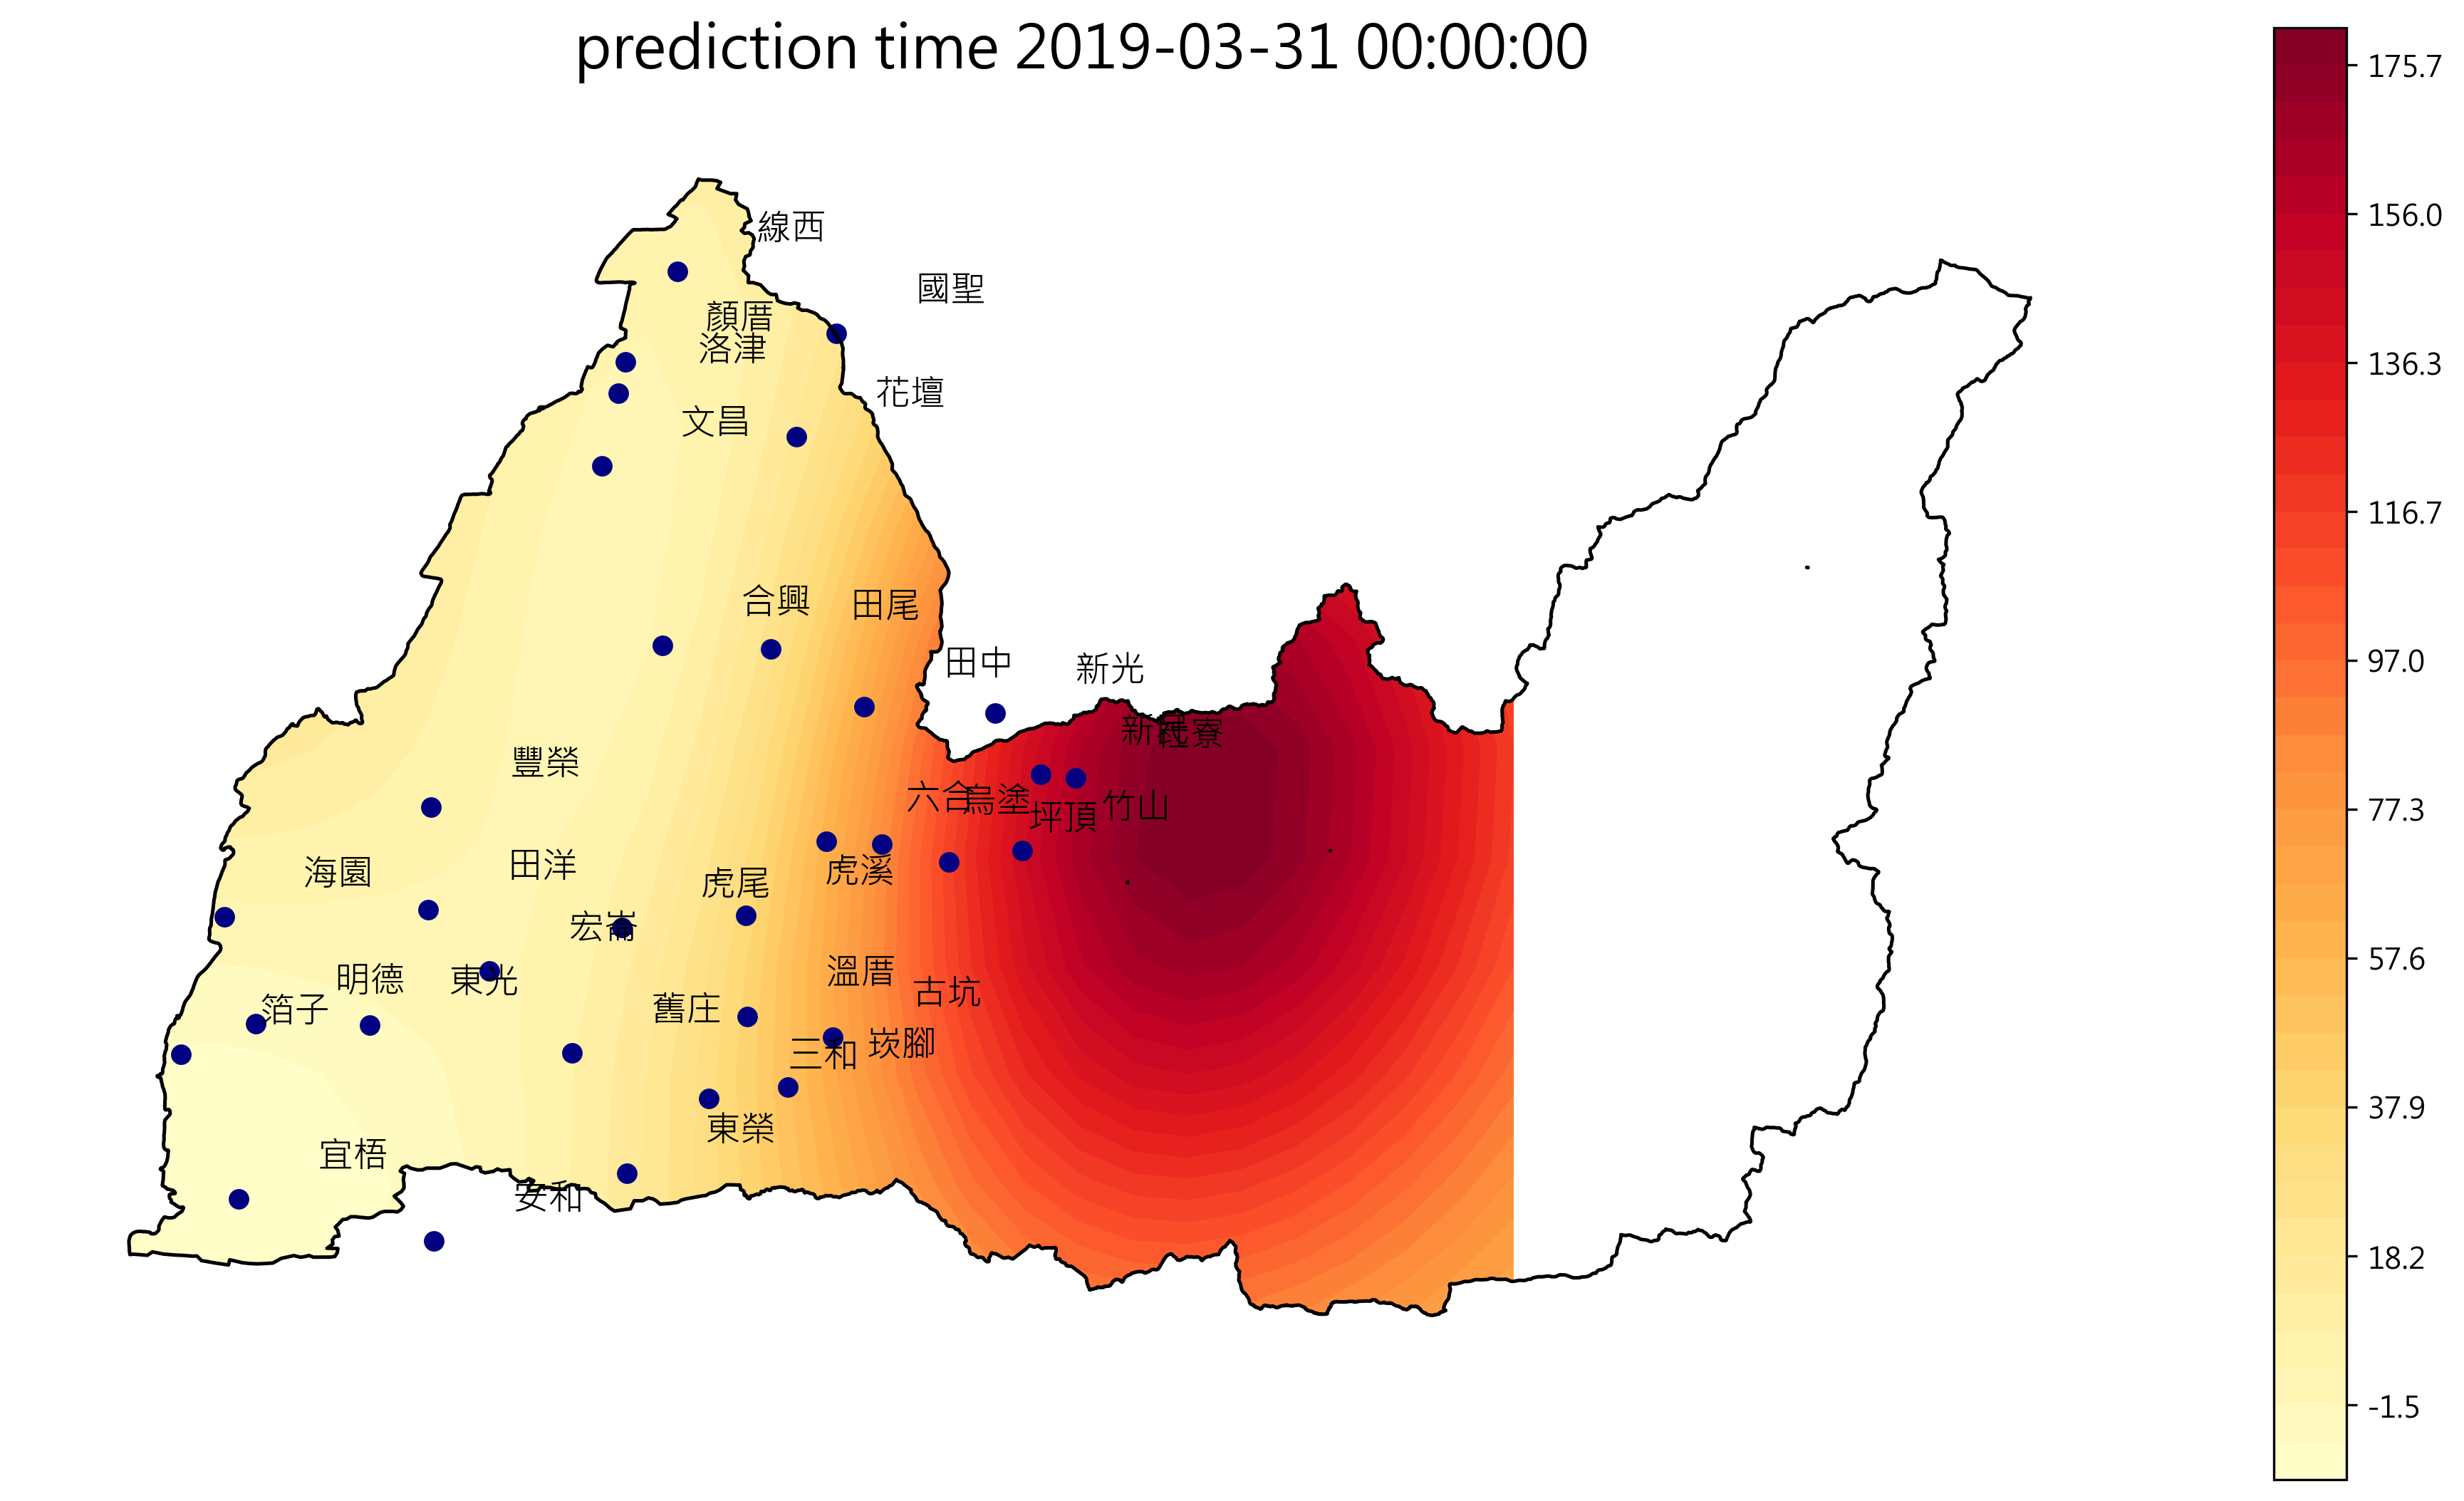 prediction time 2019-03-31 00:00:00
線西
國聖
顏厝
洛津
花壇
文昌
合興
田尾
田中
新光
新民
社寮
豐榮
六合
烏塗
坪頂
竹山
海園
田洋
虎尾
虎溪
宏崙
明德
東光
溫厝
古坑
箔子
舊庄
三和
崁腳
東榮
宜梧
安和
175.7
156.0
136.3
116.7
97.0
77.3
57.6
37.9
18.2
-1.5